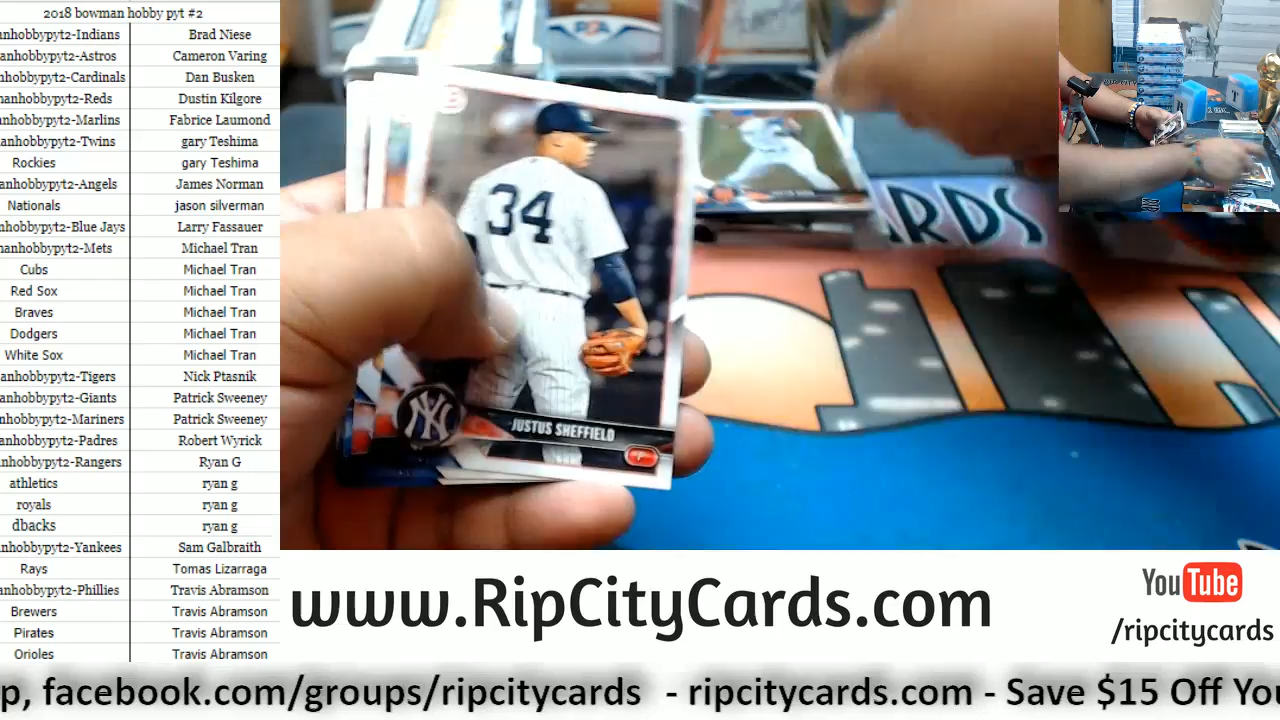 2018 bowman hobby pyt #2
anhobbypyt2-Indians Brad Niese
anhobbypyt2-Astros Cameron Varing
nhobbypyt2-Cardinals Dan Busken
nanhobbypyt2-Reds Dustin Kilgore
anhobbypyt2-Marlins Fabrice Laumond
nanhobbypyt2-Twins gary Teshima
Rockies gary Teshima
anhobbypyt2-Angels James Norman
Nationals jason silverman
nhobbypyt2-Blue Jays Larry Fassauer
nanhobbypyt2-Mets Michael Tran
Cubs Michael Tran
Red Sox Michael Tran
Braves Michael Tran
Dodgers Michael Tran
White Sox Michael Tran
anhobbypyt2-Tigers Nick Ptasnik
anhobbypyt2-Giants Patrick Sweeney
nhobbypyt2-Mariners Patrick Sweeney
anhobbypyt2-Padres Robert Wyrick
nhobbypyt2-Rangers Ryan G
athletics ryan g
royals ryan g
dbacks ryan g
nhobbypyt2-Yankees Sam Galbraith
Rays Tomas Lizarraga
anhobbypyt2-Phillies Travis Abramson
Brewers Travis Abramson
Pirates Travis Abramson
Orioles Travis Abramson
B
34
NY
JUSTUS SHEFFIELD
P
ARDS
www.RipCityCards.com
YouTube
/ripcitycards
p, facebook.com/groups/ripcitycards - ripcitycards.com - Save $15 Off You